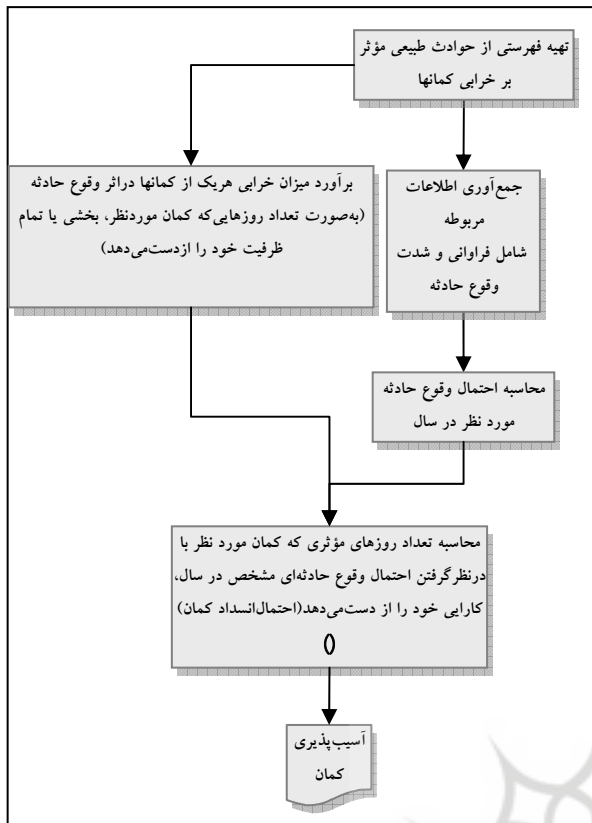 تهیه فهرستی از حوادث طبیعی مؤثر
بر خرابی کمانها
برآورد میزان خرابی هریک از کمانها دراثر وقوع حادثه
(به‌صورت تعداد روزهایی‌که کمان موردنظر، بخشی یا تمام
ظرفیت خود را ازدست‌می‌دهد)
جمع‌آوری اطلاعات
مربوطه
شامل فراوانی و شدت
وقوع حادثه
محاسبه احتمال وقوع حادثه
مورد نظر در سال
محاسبه تعداد روزهای مؤثری که کمان مورد نظر با
درنظرگرفتن احتمال وقوع حادثه‌ای مشخص در سال،
کارایی خود را از دست‌می‌دهد(احتمال‌انسداد کمان)
()
آسیب‌پذیری
کمان